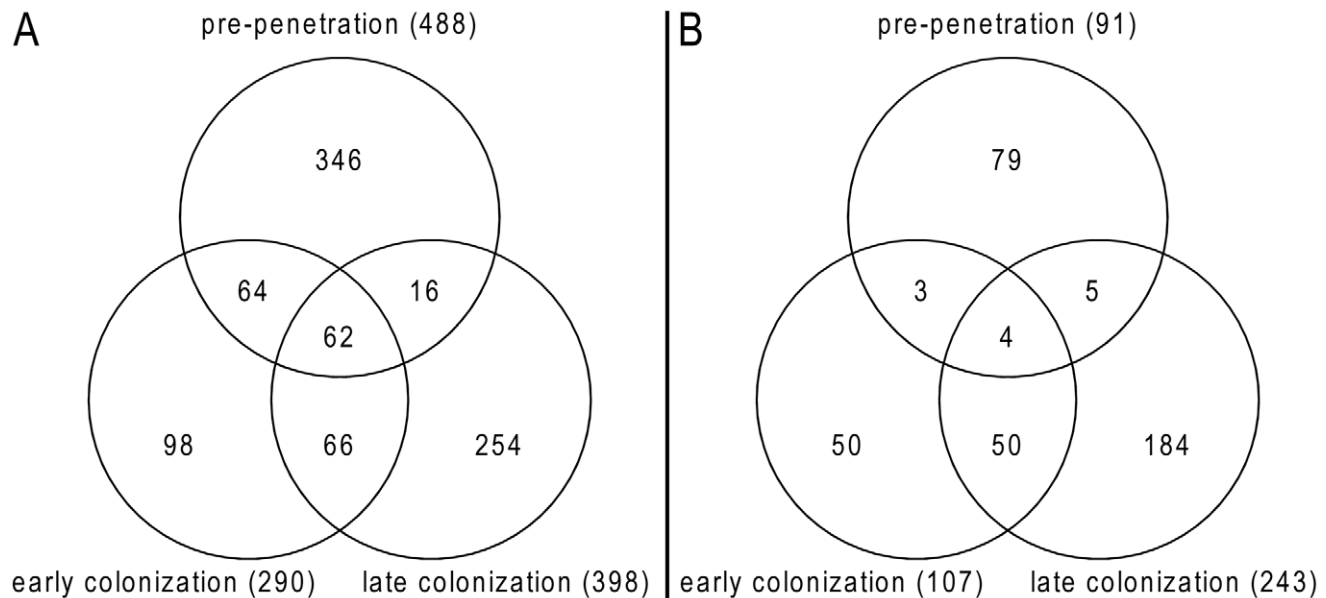 A
pre-penetration (488)
346
64
16
62
98
66
254
early colonization (290)
late colonization (398)
B
pre-penetration (91)
79
3
5
4
50
50
184
early colonization (107)
late colonization (243)